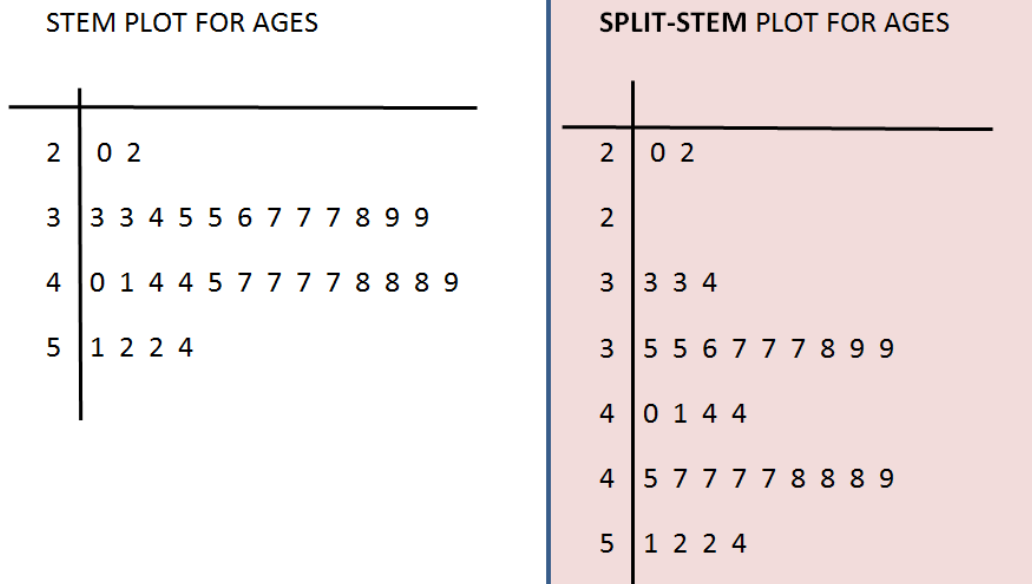 STEM PLOT FOR AGES
2 0 2
3 3 3 4 5 5 6 7 7 7 8 9 9
4 0 1 4 4 5 7 7 7 7 8 8 8 9
5 1 2 2 4
SPLIT-STEM PLOT FOR AGES
2 0 2
2
3 3 3 4
3 5 5 6 7 7 7 8 9 9
4 0 1 4 4
4 5 7 7 7 7 8 8 8 9
5 1 2 2 4